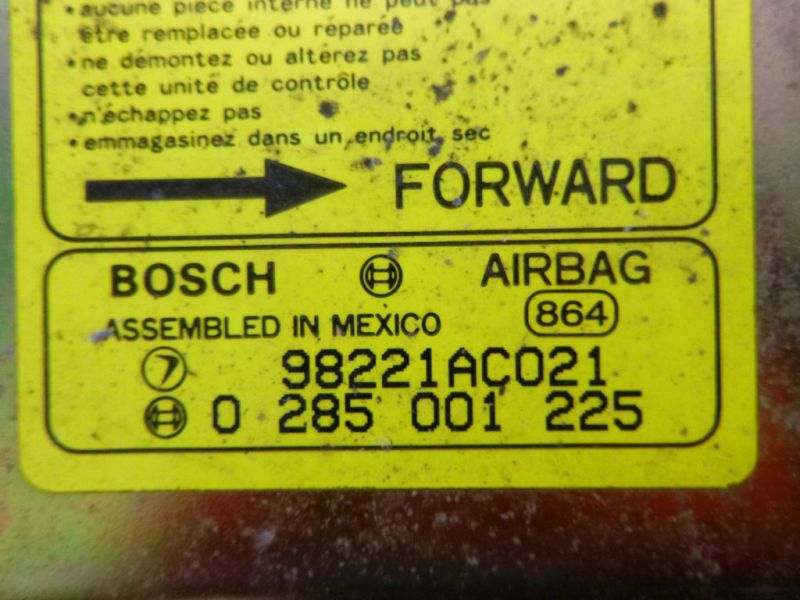 • aucune pièce interne ne peut pas
être remplacée ou réparée
• ne démontez ou altérez pas
cette unité de contrôle
• n'échappez pas
• emmagasinez dans un endroit sec
FORWARD
BOSCH AIRBAG
ASSEMBLED IN MEXICO 864
98221AC021
0 285 001 225